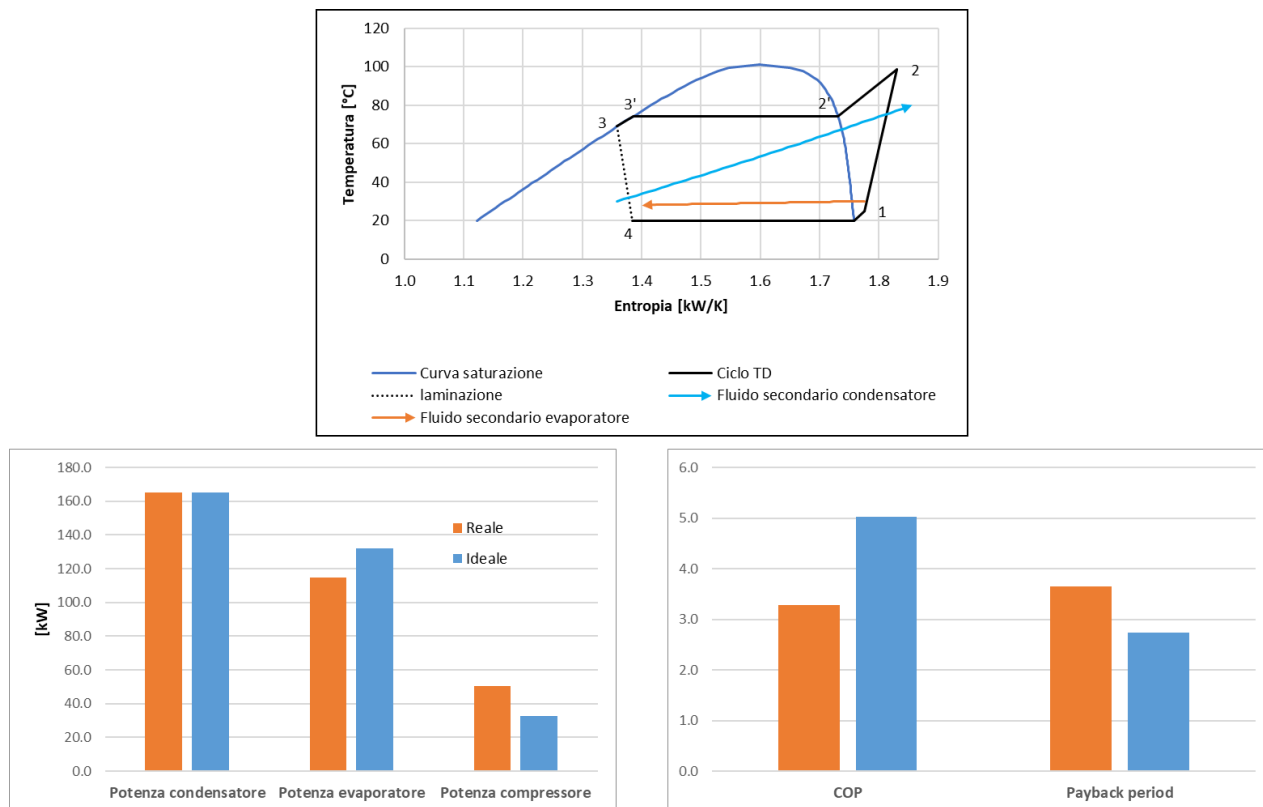 120
100
80
60
40
20
0
Temperatura [°C]
2
3'
2'
3
1
4
1.0 1.1 1.2 1.3 1.4 1.5 1.6 1.7 1.8 1.9
Entropia [kW/K]
Curva saturazione
Ciclo TD
laminazione
Fluido secondario condensatore
Fluido secondario evaporatore
180.0
160.0
140.0
120.0
100.0
80.0
60.0
40.0
20.0
0.0
[kW]
Reale
Ideale
Potenza condensatore Potenza evaporatore Potenza compressore
6.0
5.0
4.0
3.0
2.0
1.0
0.0
COP Payback period